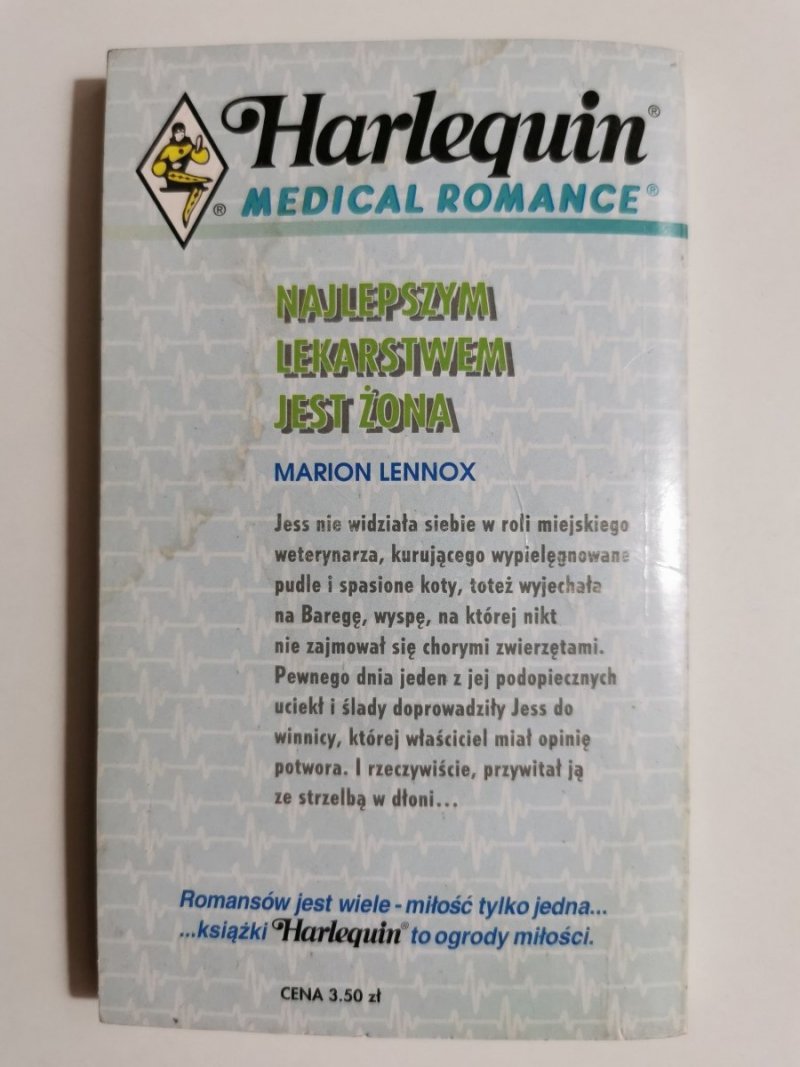 Harlequin®
® MEDICAL ROMANCE®
NAJLEPSZYM
LEKARSTWEM
JEST ŻONA
MARION LENNOX
Jess nie widziała siebie w roli miejskiego
weterynarza, kurującego wypielęgnowane
pudle i spasione koty, toteż wyjechała
na Baregę, wyspę, na której nikt
nie zajmował się chorymi zwierzętami.
Pewnego dnia jeden z jej podopiecznych
uciekł i ślady doprowadziły Jess do
winnicy, której właściciel miał opinię
potwora. I rzeczywiście, przywitał ją
ze strzelbą w dłoni...
Romansów jest wiele - miłość tylko jedna...
...książki Harlequin® to ogrody miłości.
CENA 3.50 zł